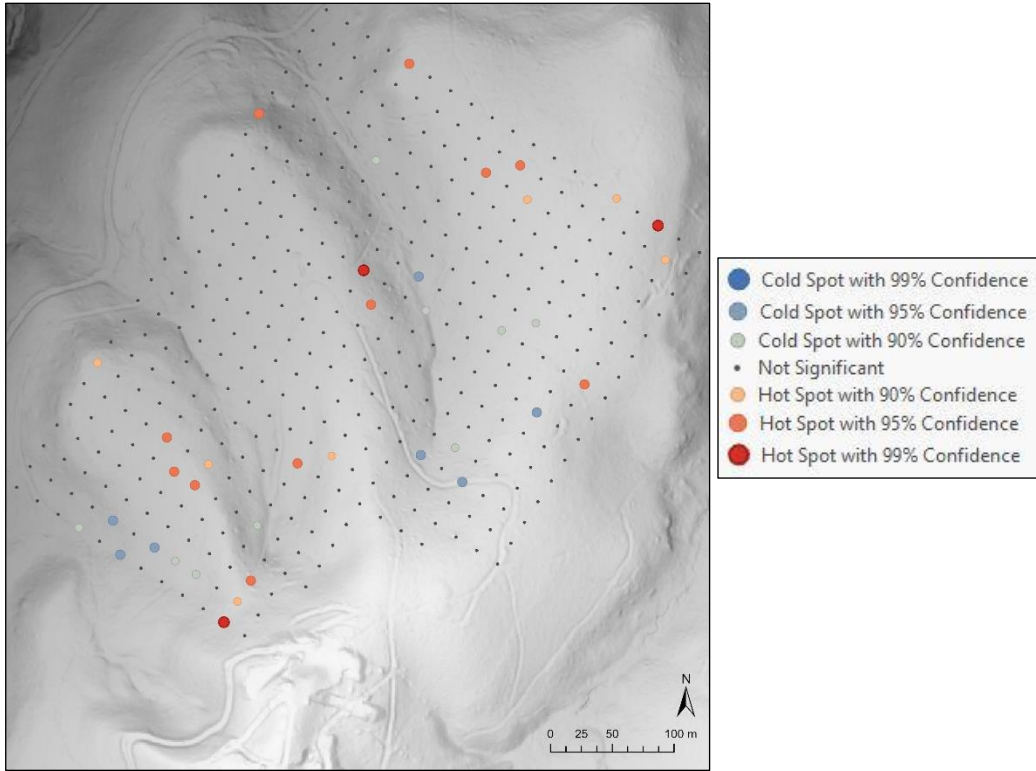 Cold Spot with 99% Confidence
Cold Spot with 95% Confidence
Cold Spot with 90% Confidence
Not Significant
Hot Spot with 90% Confidence
Hot Spot with 95% Confidence
Hot Spot with 99% Confidence
N
0 25 50 100 m